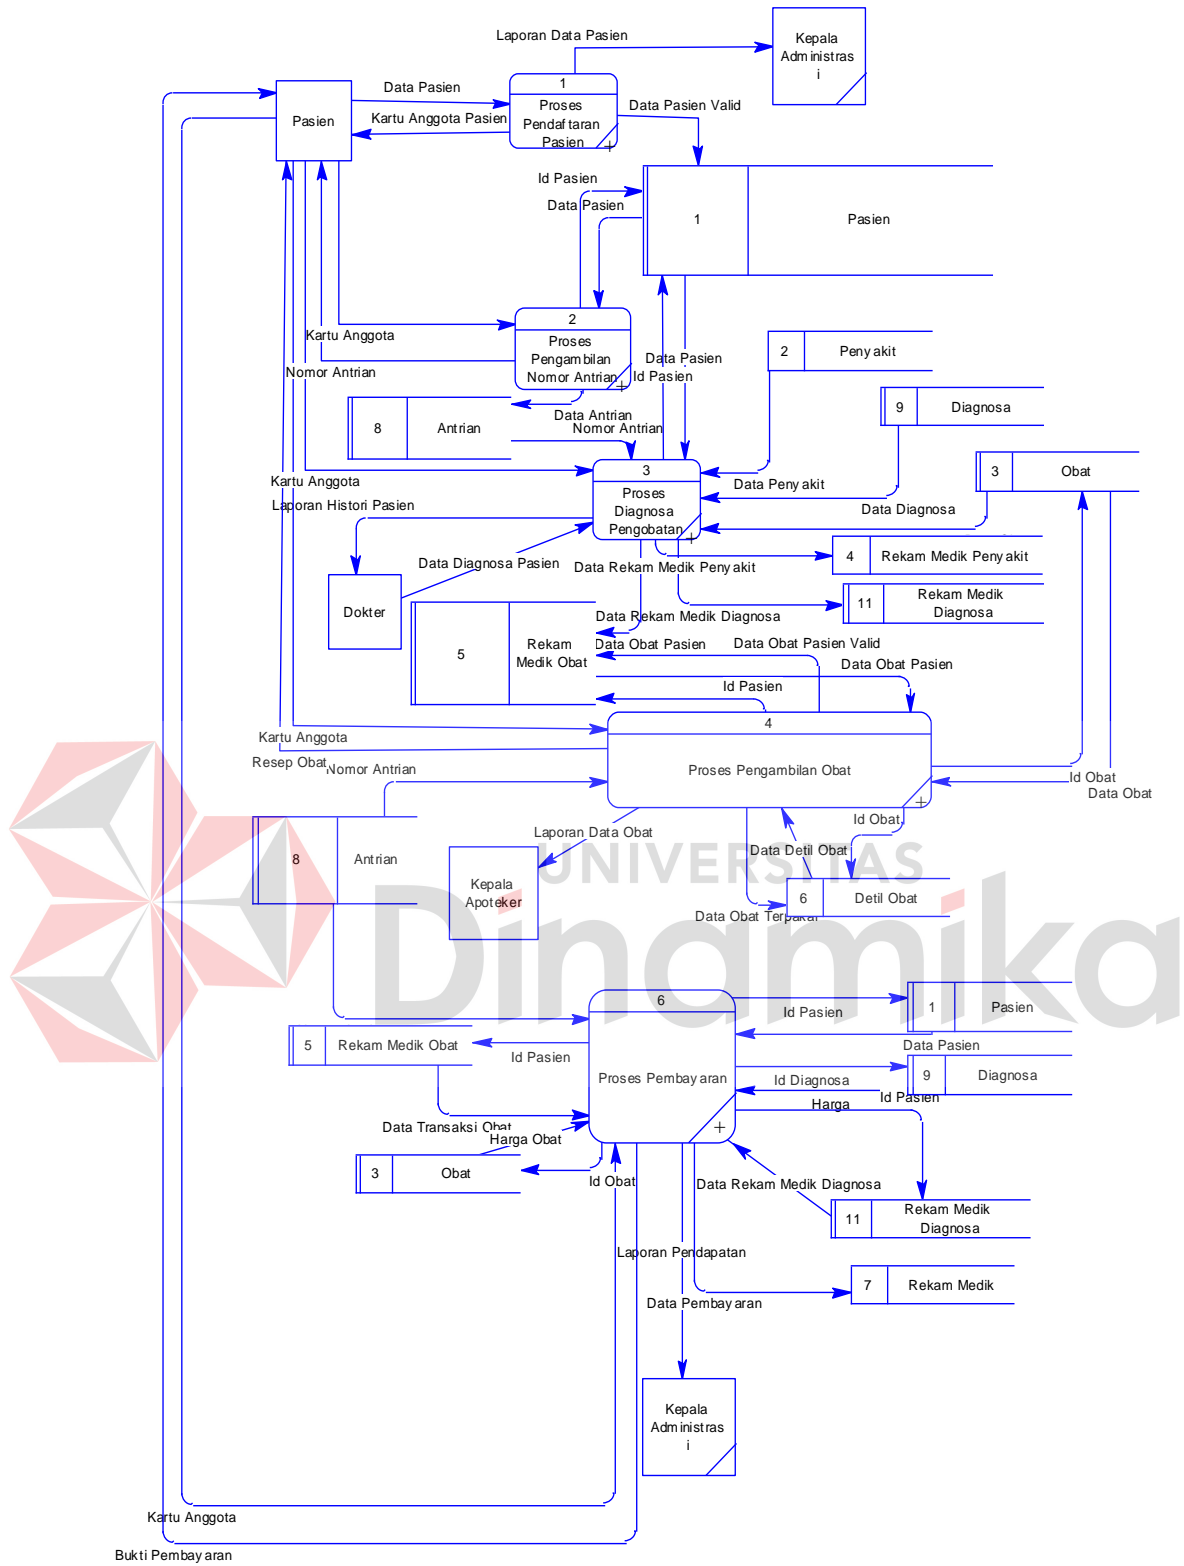 Laporan Data Pasien
Kepala
Administras
i
Data Pasien
1
Proses
Pendaftaran
Pasien
Data Pasien Valid
Kartu Anggota Pasien
Pasien
Id Pasien
Data Pasien
1
Pasien
2
Proses
Pengambilan
Nomor Antrian
Kartu Anggota
Nomor Antrian
Data Pasien
Id Pasien
2
Penyakit
9
Diagnosa
8
Antrian
Data Antrian
Nomor Antrian
3
Obat
3
Proses
Diagnosa
Pengobatan
Kartu Anggota
Laporan Histori Pasien
Data Penyakit
Data Diagnosa
Data Diagnosa Pasien
Data Rekam Medik Penyakit
4
Rekam Medik Penyakit
Dokter
11
Rekam Medik
Diagnosa
Data Rekam Medik Diagnosa
5
Rekam
Medik Obat
Data Obat Pasien
Data Obat Pasien Valid
Data Obat Pasien
Id Pasien
4
Proses Pengambilan Obat
Kartu Anggota
Resep Obat
Nomor Antrian
Id Obat
Data Obat
Laporan Data Obat
Id Obat
8
Antrian
Kepala
Apoteker
Data Detil Obat
6
Detil Obat
Data Obat Terpakai
UNIVERSITAS
Dinamika
6
Proses Pembayaran
Id Pasien
1
Pasien
Data Pasien
5
Rekam Medik Obat
Id Pasien
Id Diagnosa
9
Diagnosa
Id Pasien
Harga
Data Transaksi Obat
Harga Obat
3
Obat
Id Obat
Data Rekam Medik Diagnosa
11
Rekam Medik
Diagnosa
Laporan Pendapatan
7
Rekam Medik
Data Pembayaran
Kepala
Administras
i
Kartu Anggota
Bukti Pembayaran